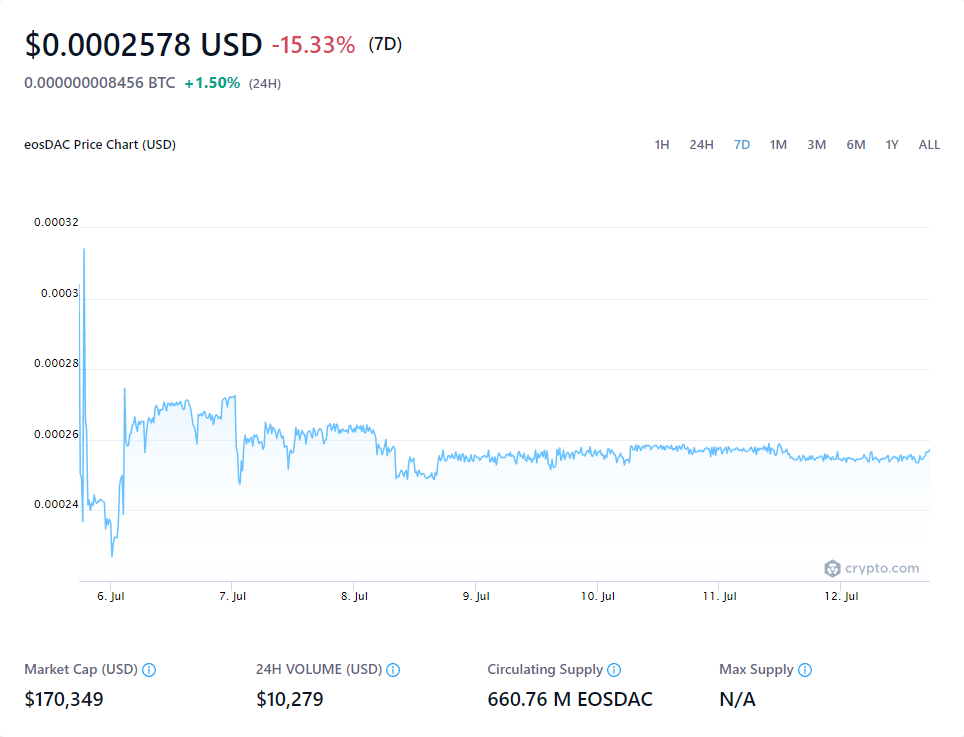 $0.0002578 USD -15.33% (7D)
0.000000008456 BTC +1.50% (24H)
eosDAC Price Chart (USD) 1H 24H 7D 1M 3M 6M 1Y ALL
0.00032
0.0003
0.00028
0.00026
0.00024
crypto.com
6. Jul 7. Jul 8. Jul 9. Jul 10. Jul 11. Jul 12. Jul
Market Cap (USD) 24H VOLUME (USD) Circulating Supply Max Supply
$170,349 $10,279 660.76 M EOSDAC N/A